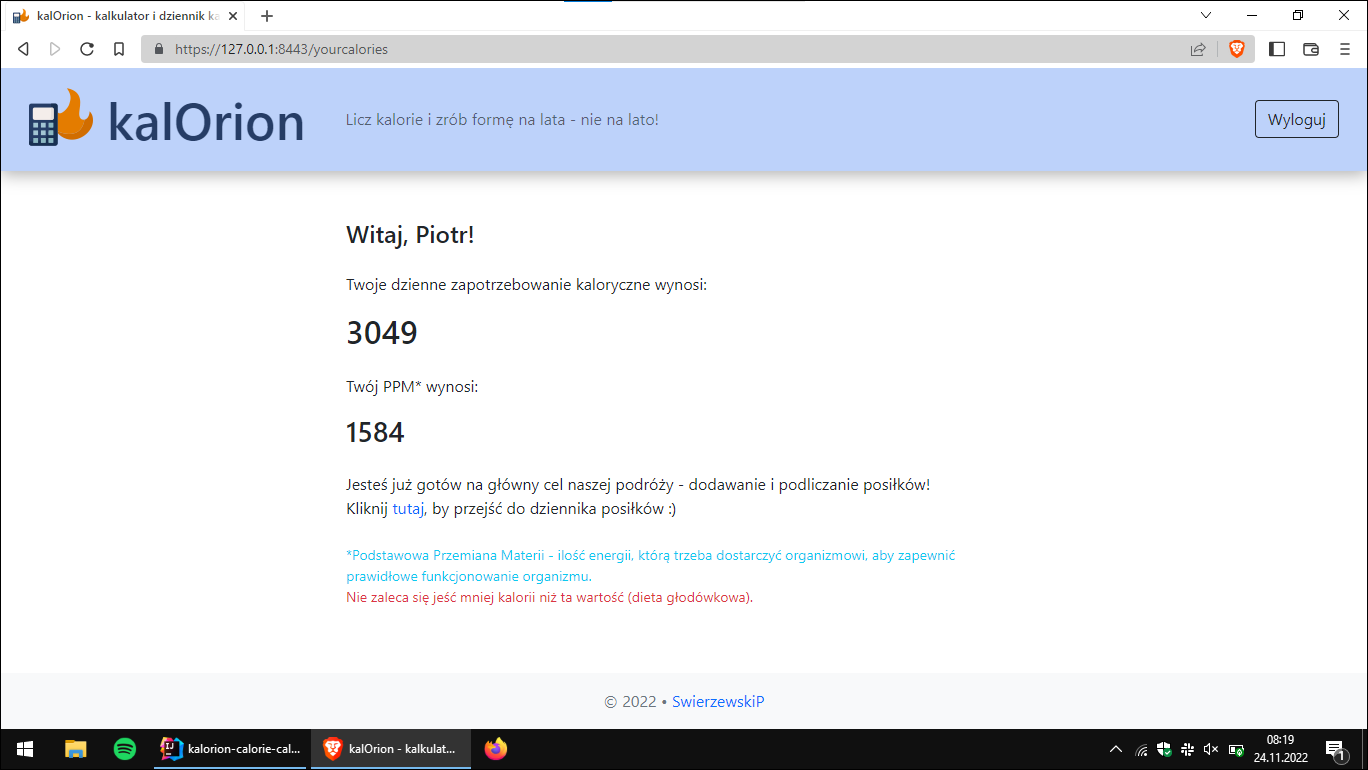 kalOrion - kalkulator i dziennik ka
https://127.0.0.1:8443/yourcalories
kalOrion
Licz kalorie i zrób formę na lata - nie na lato!
Wyloguj
Witaj, Piotr!
Twoje dzienne zapotrzebowanie kaloryczne wynosi:
3049
Twój PPM* wynosi:
1584
Jesteś już gotów na główny cel naszej podróży - dodawanie i podliczanie posiłków!
Kliknij tutaj, by przejść do dziennika posiłków :)
*Podstawowa Przemiana Materii - ilość energii, którą trzeba dostarczyć organizmowi, aby zapewnić
prawidłowe funkcjonowanie organizmu.
Nie zaleca się jeść mniej kalorii niż ta wartość (dieta głodówkowa).
© 2022 • SwierzewskiP
IJ
kalorion-calorie-cal...
kalOrion - kalkulat...
08:19
24.11.2022
1